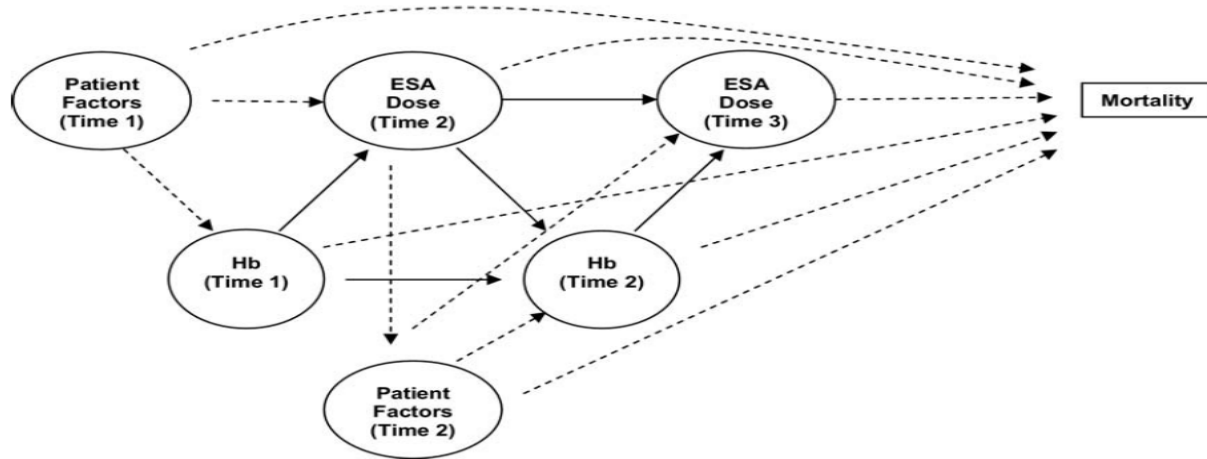 Patient
Factors
(Time 1)
ESA
Dose
(Time 2)
ESA
Dose
(Time 3)
Mortality
Hb
(Time 1)
Hb
(Time 2)
Patient
Factors
(Time 2)